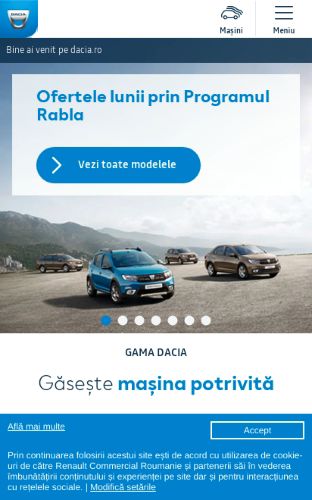 DACIA
Mașini
Meniu
Bine ai venit pe dacia.ro
Ofertele lunii prin Programul
Rabla
Vezi toate modelele
GAMA DACIA
Găsește mașina potrivită
Află mai multe
Accept
Prin continuarea folosirii acestui site ești de acord cu utilizarea de cookie-
uri de către Renault Commercial Roumanie și partenerii săi în vederea
îmbunătățirii conținutului și experienței pe site dar și pentru interacțiunea
cu rețelele sociale. | Modifică setările